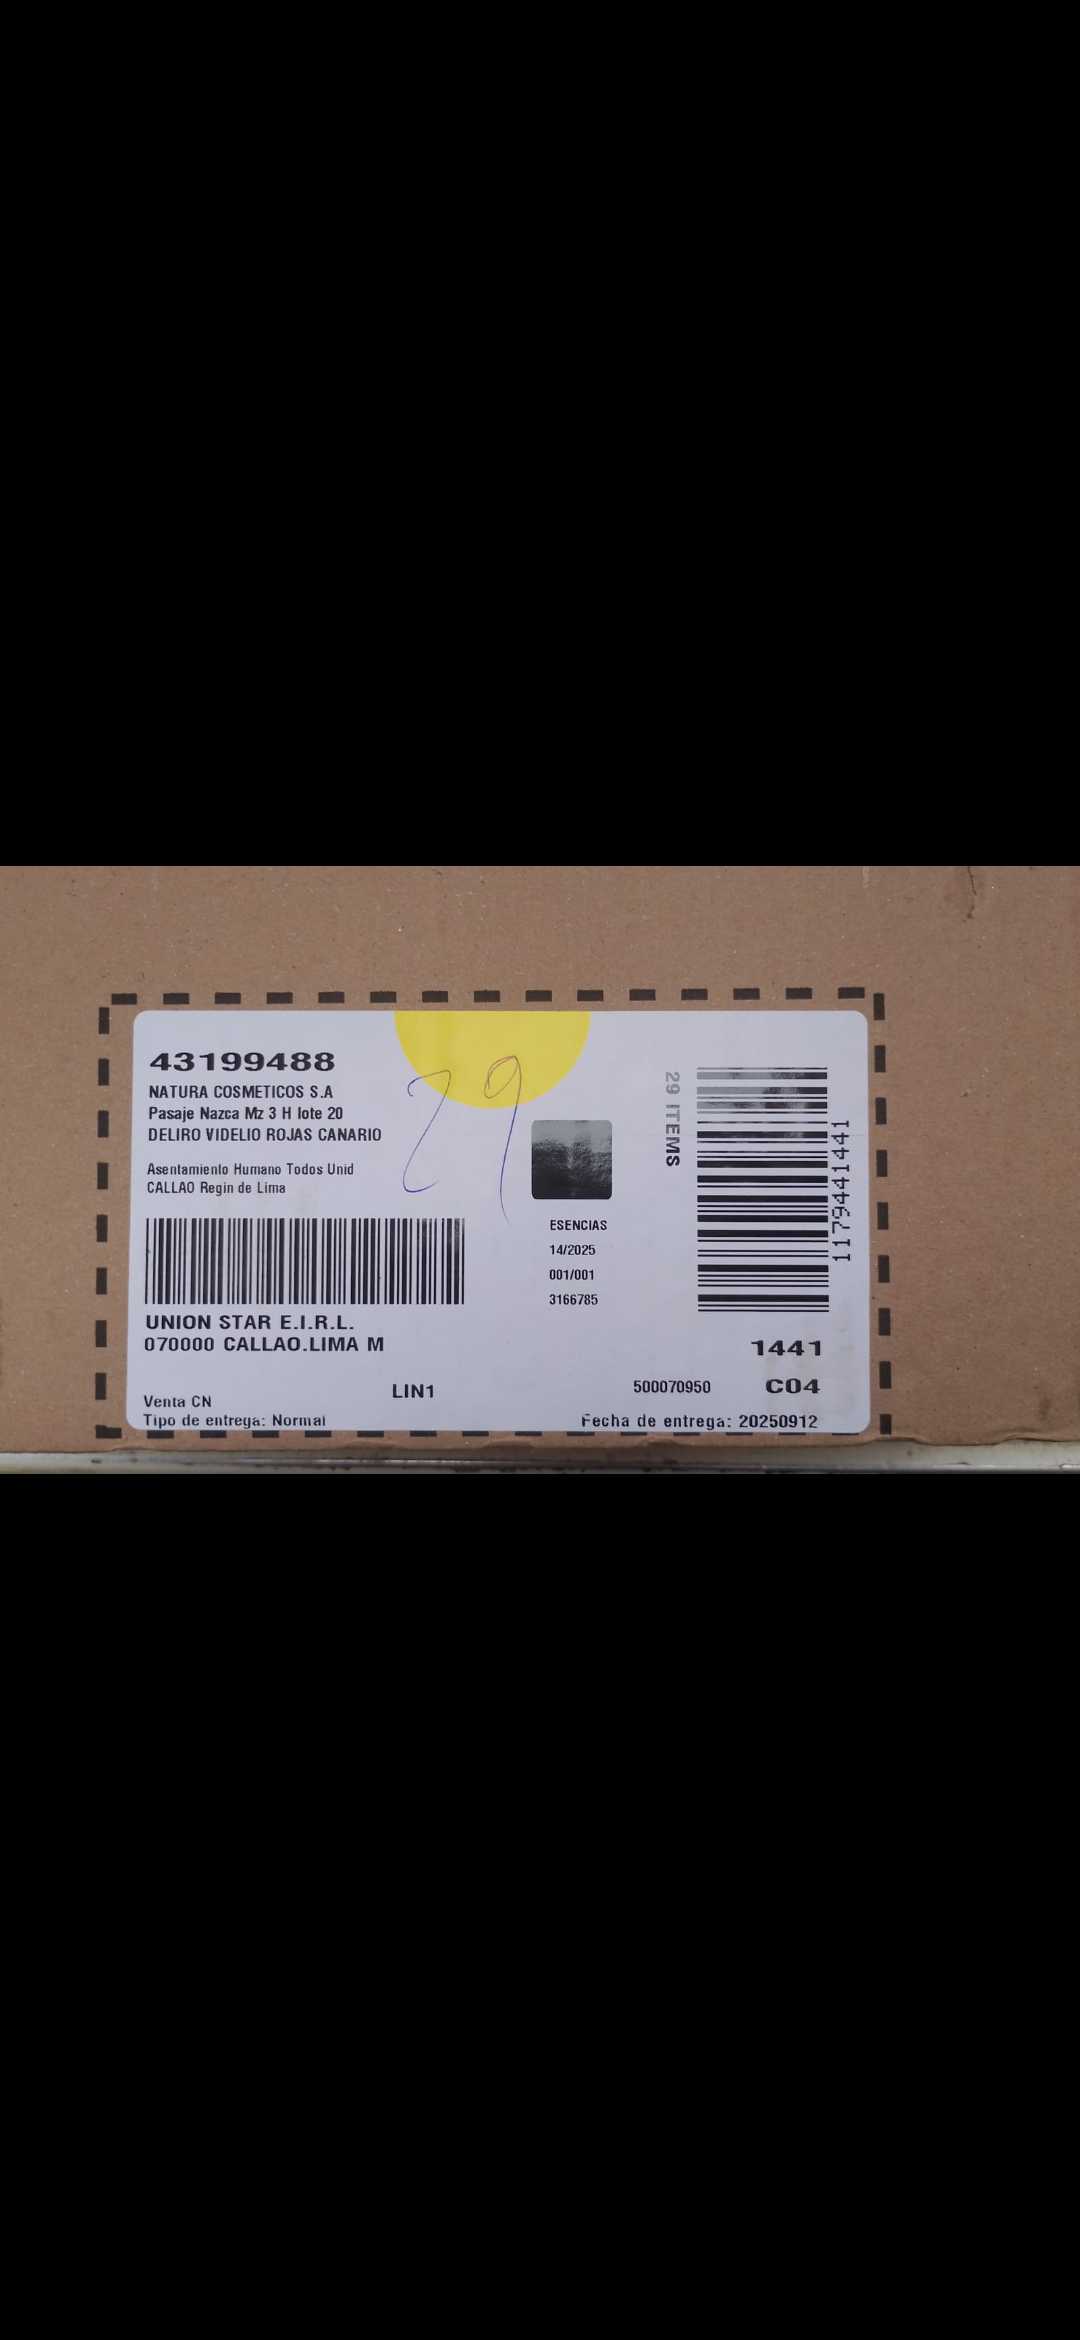 43199488
NATURA COSMETICOS S.A
Pasaje Nazca Mz 3 H lote 20
DELIRO VIDELIO ROJAS CANARIO
Asentamiento Humano Todos Unid
CALLAO Regin de Lima
UNION STAR E.I.R.L.
070000 CALLAO.LIMA M
Venta CN
Tipo de entrega: Normal
LIN1
29
ESENCIAS
14/2025
001/001
3166785
29 ITEMS
1179441441
1441
500070950 C04
Fecha de entrega: 20250912